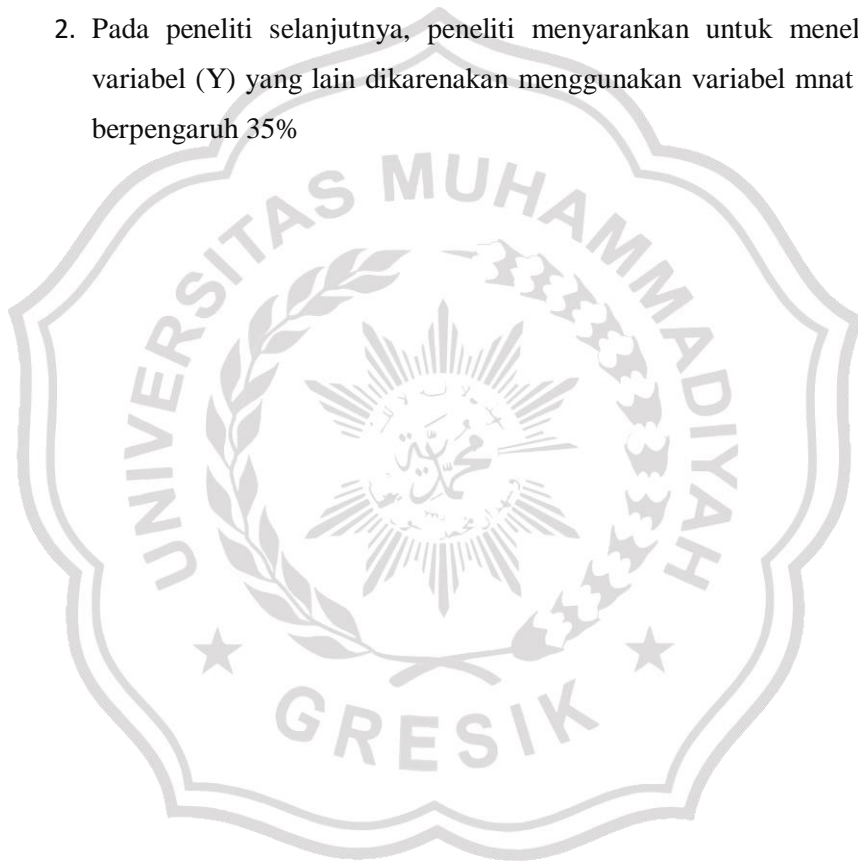 2. Pada peneliti selanjutnya, peneliti menyarankan untuk menel
variabel (Y) yang lain dikarenakan menggunakan variabel mnat
berpengaruh 35%
UNIVERSITAS MUHAMMADIYAH
محمدية
★ GRESIK ★